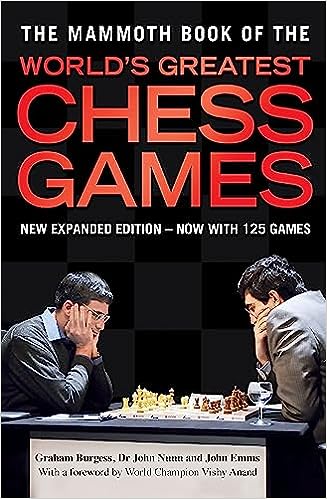 THE MAMMOTH BOOK OF THE
WORLD'S GREATEST
CHESS
GAMES
NEW EXPANDED EDITION – NOW WITH 125 GAMES
Graham Burgess, Dr John Nunn and John Emms
With a foreword by World Champion Vishy Anand